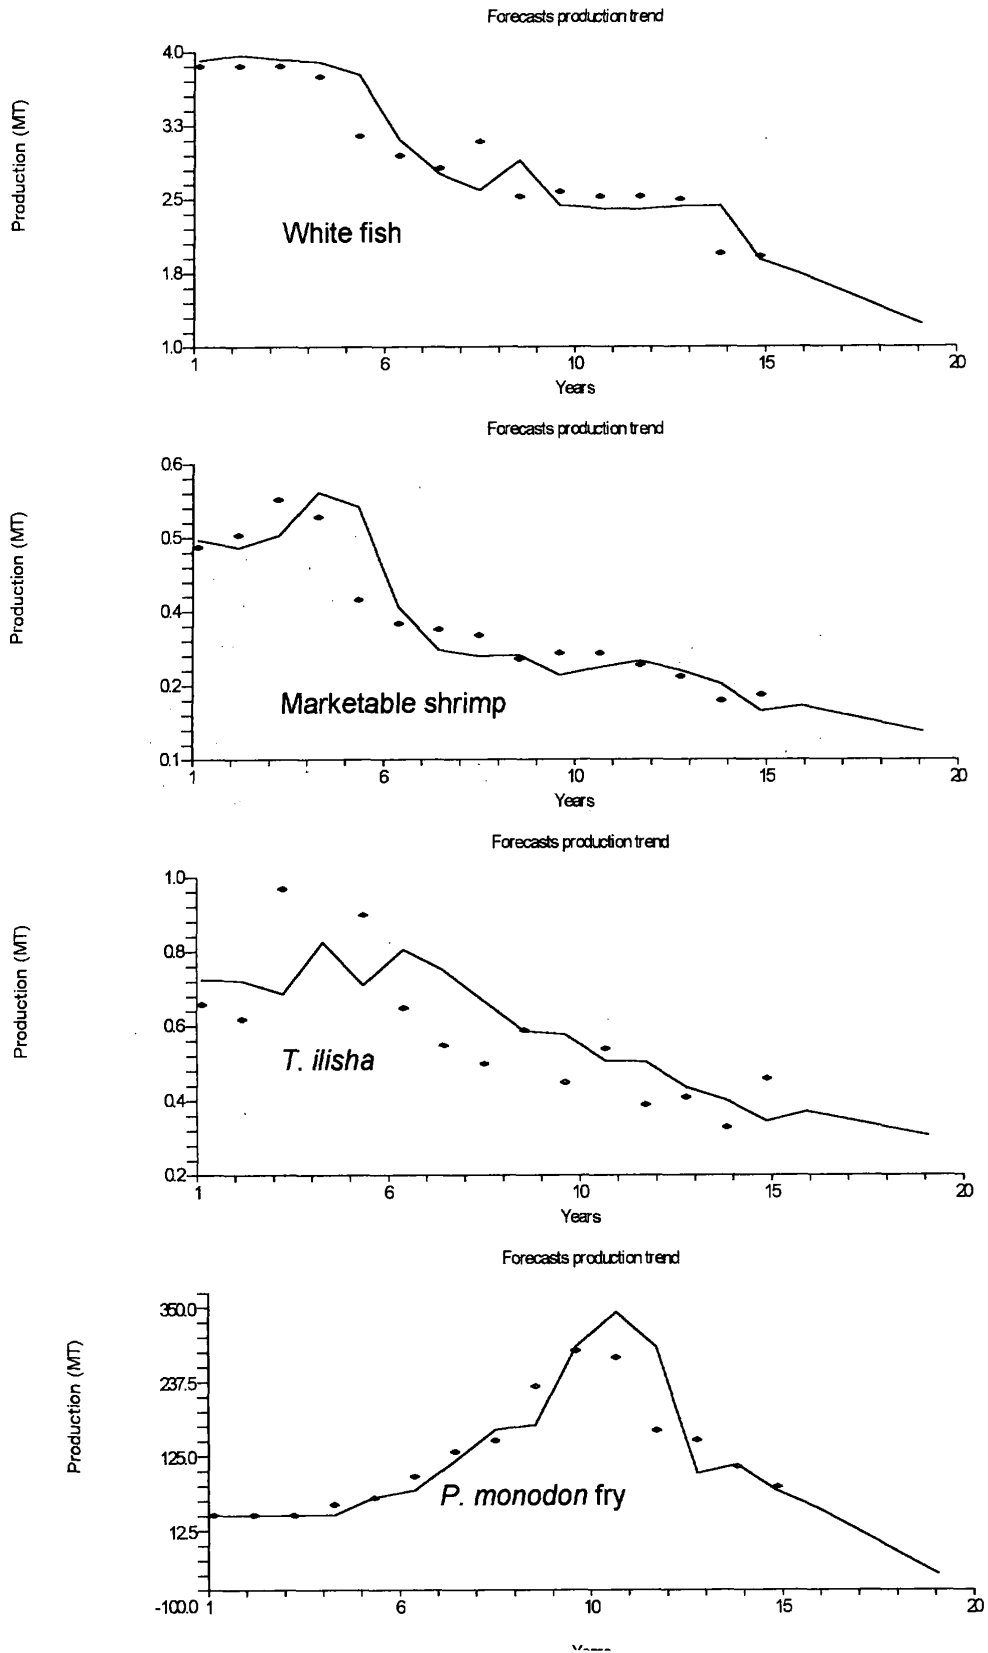 Forecasts production trend
Production (MT)
4.0
3.3
2.5
1.8
1.0
White fish
1 6 10 15 20
Years
Forecasts production trend
Production (MT)
0.6
0.5
0.4
0.2
0.1
Marketable shrimp
1 6 10 15 20
Years
Forecasts production trend
Production (MT)
1.0
0.8
0.6
0.4
0.2
T. ilisha
1 6 10 15 20
Years
Forecasts production trend
Production (MT)
350.0
237.5
125.0
12.5
-100.0
P. monodon fry
1 6 10 15 20